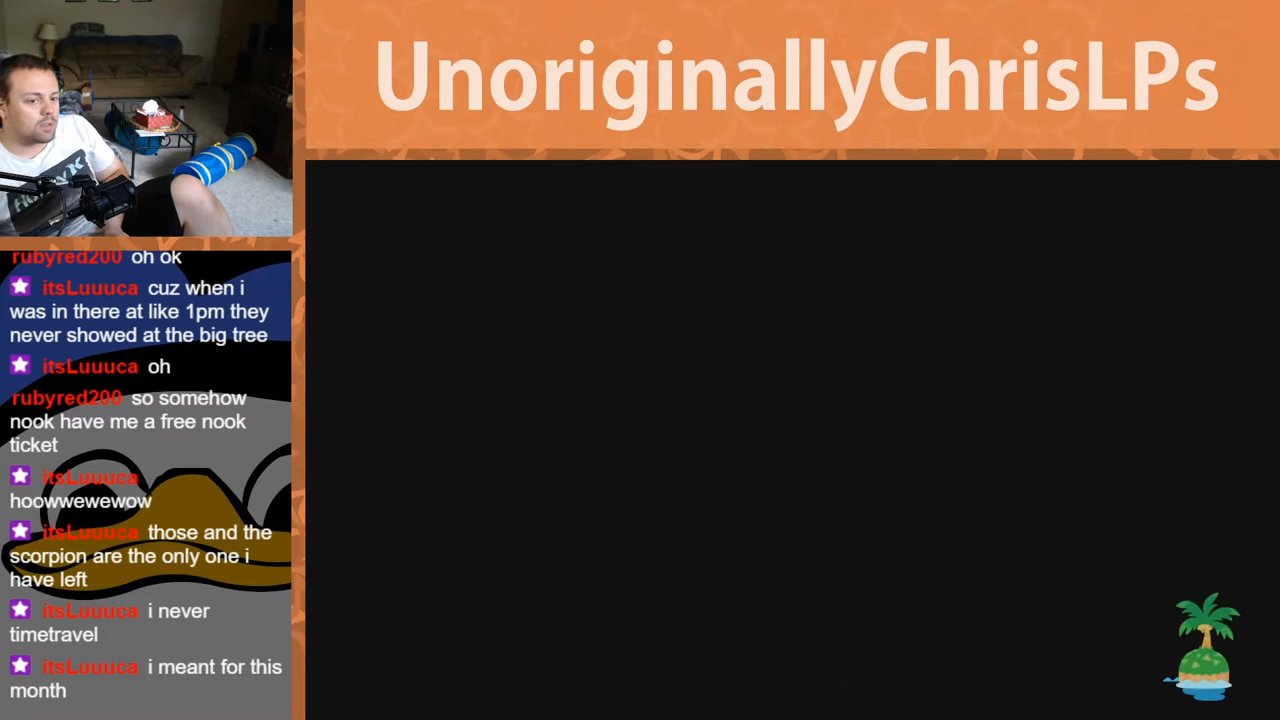 UnoriginallyChrisLPs
rubyred200 oh ok
itsLuuuca cuz when i
was in there at like 1pm they
never showed at the big tree
itsLuuuca oh
rubyred200 so somehow
nook have me a free nook
ticket
itsLuuuca
hoowwewewow
itsLuuuca those and the
scorpion are the only one i
have left
itsLuuuca i never
timetravel
itsLuuuca i meant for this
month